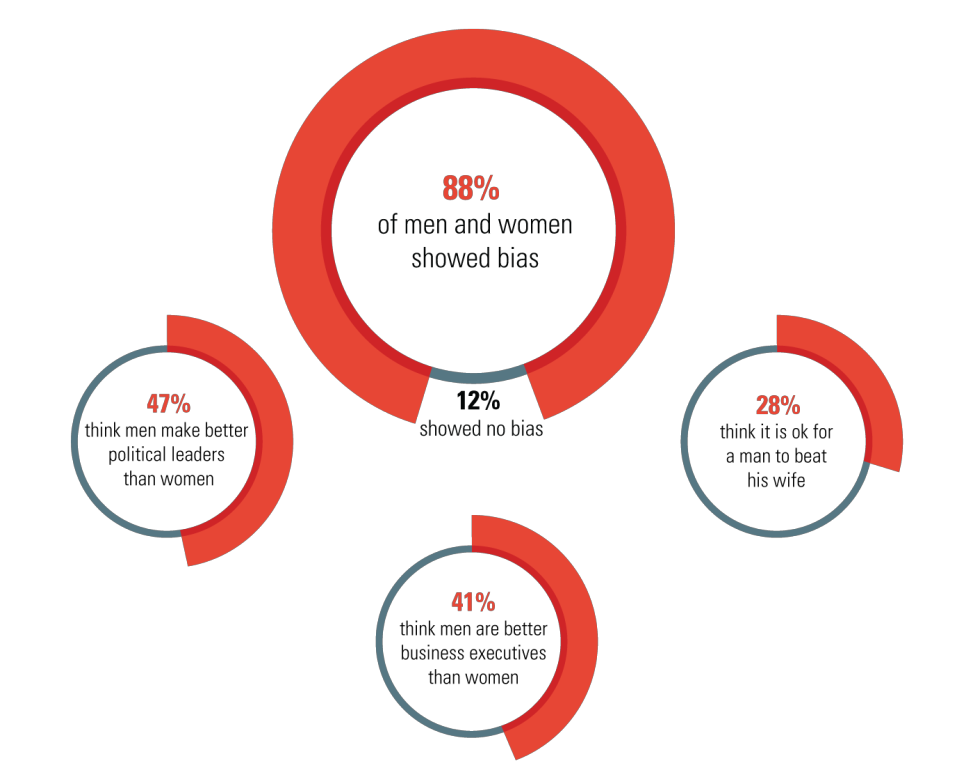 88%
of men and women
showed bias
12%
showed no bias
47%
think men make better
political leaders
than women
28%
think it is ok for
a man to beat
his wife
41%
think men are better
business executives
than women